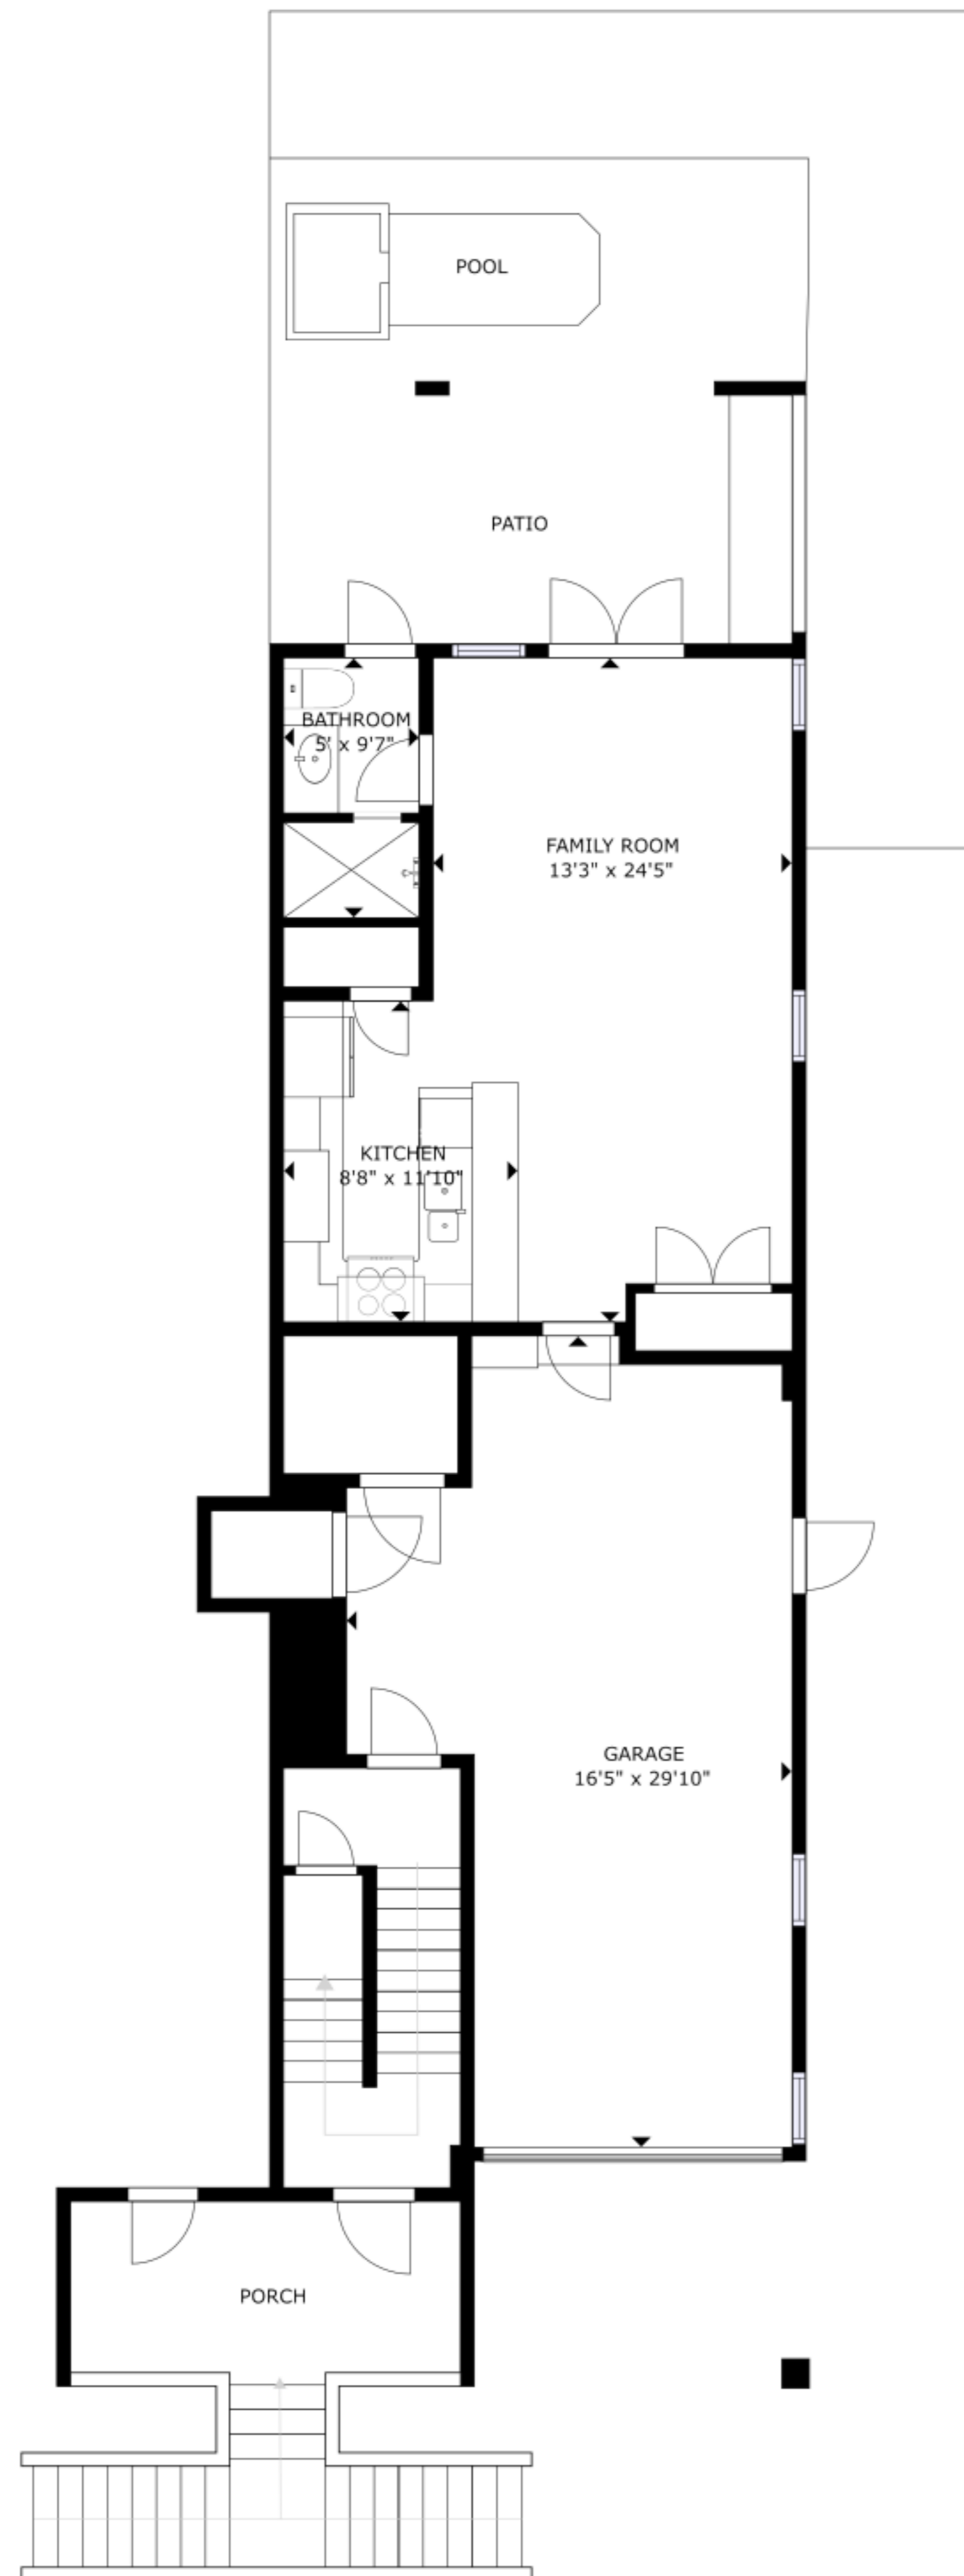 POOL
PATIO
BATHROOM
5' x 9'7"
FAMILY ROOM
13'3" x 24'5"
KITCHEN
8'8" x 11'10"
GARAGE
16'5" x 29'10"
PORCH